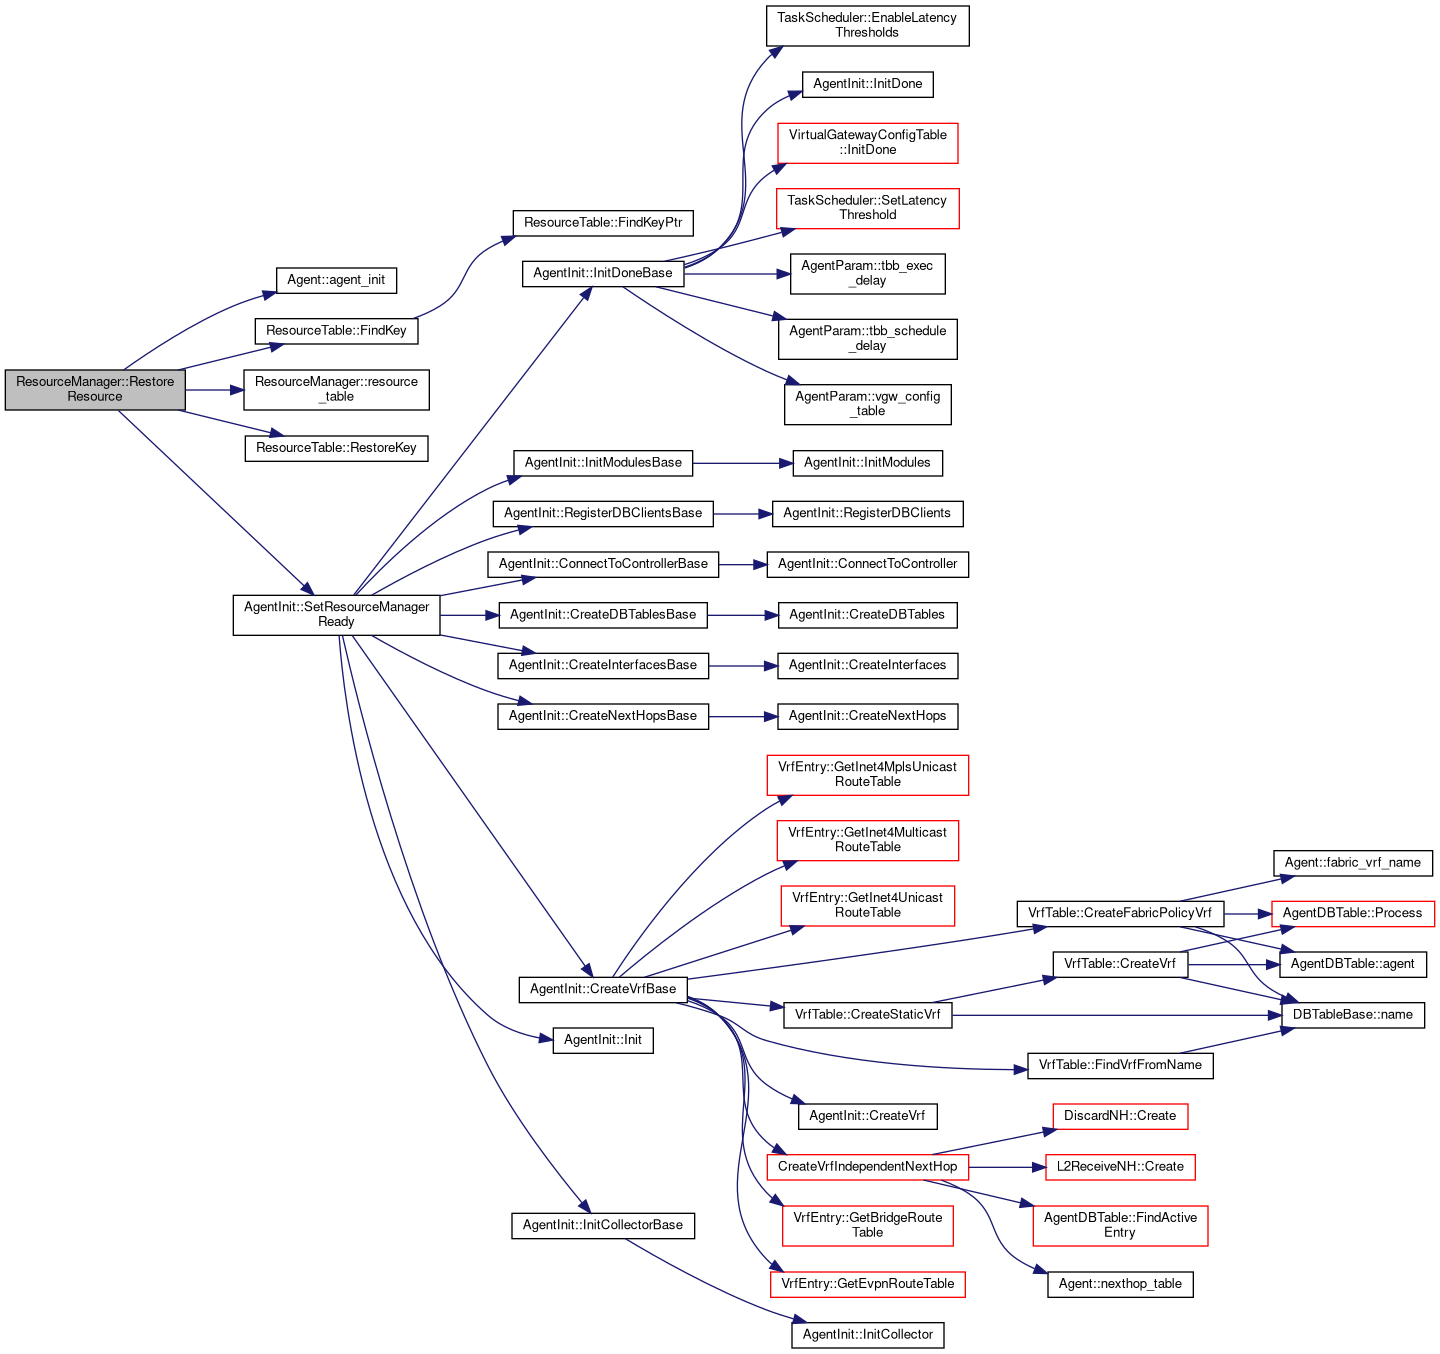 TaskScheduler::EnableLatency
Thresholds
AgentInit::InitDone
VirtualGatewayConfigTable
::InitDone
TaskScheduler::SetLatency
Threshold
ResourceTable::FindKeyPtr
AgentInit::InitDoneBase
AgentParam::tbb_exec
_delay
Agent::agent_init
ResourceTable::FindKey
AgentParam::tbb_schedule
_delay
ResourceManager::Restore
Resource
ResourceManager::resource
_table
AgentParam::vgw_config
_table
ResourceTable::RestoreKey
AgentInit::InitModulesBase
AgentInit::InitModules
AgentInit::RegisterDBClientsBase
AgentInit::RegisterDBClients
AgentInit::ConnectToControllerBase
AgentInit::ConnectToController
AgentInit::SetResourceManager
Ready
AgentInit::CreateDBTablesBase
AgentInit::CreateDBTables
AgentInit::CreateInterfacesBase
AgentInit::CreateInterfaces
AgentInit::CreateNextHopsBase
AgentInit::CreateNextHops
VrfEntry::GetInet4MplsUnicast
RouteTable
VrfEntry::GetInet4Multicast
RouteTable
VrfEntry::GetInet4Unicast
RouteTable
Agent::fabric_vrf_name
VrfTable::CreateFabricPolicyVrf
AgentDBTable::Process
VrfTable::CreateVrf
AgentDBTable::agent
AgentInit::CreateVrfBase
VrfTable::CreateStaticVrf
DBTableBase::name
AgentInit::Init
VrfTable::FindVrfFromName
AgentInit::CreateVrf
DiscardNH::Create
CreateVrfIndependentNextHop
L2ReceiveNH::Create
AgentInit::InitCollectorBase
VrfEntry::GetBridgeRoute
Table
AgentDBTable::FindActive
Entry
VrfEntry::GetEvpnRouteTable
Agent::nexthop_table
AgentInit::InitCollector